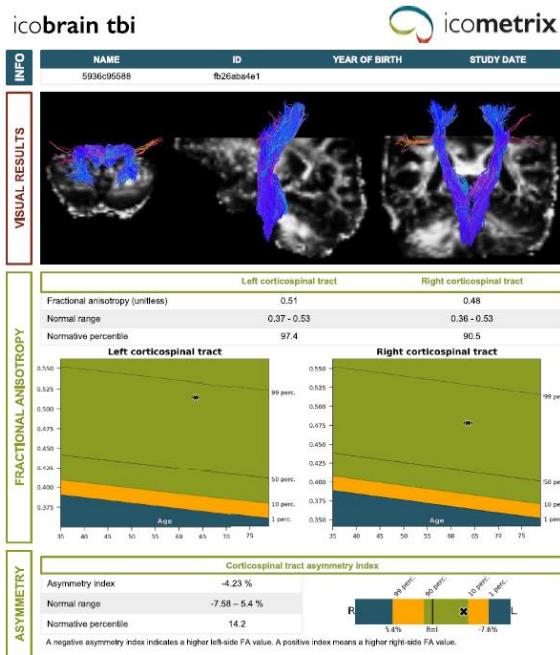 icobrain tbi
icometrix
INFO
NAME ID YEAR OF BIRTH STUDY DATE
5936c95588 fb26aba4e1
VISUAL RESULTS
FRACTIONAL ANISOTROPY
Left corticospinal tract Right corticospinal tract
Fractional anisotropy (unitless) 0.51 0.48
Normal range 0.37 - 0.53 0.36 - 0.53
Normative percentile 97.4 90.5
Left corticospinal tract
0.550
0.525
0.500
0.475
0.450
0.425
0.400
0.375
99 perc.
50 perc.
10 perc.
1 perc.
Age
35 40 45 50 55 60 65 70 75
Right corticospinal tract
0.550
0.525
0.500
0.475
0.450
0.425
0.400
0.375
0.350
99 perc.
50 perc.
10 perc.
1 perc.
Age
35 40 45 50 55 60 65 70 75
ASYMMETRY
Corticospinal tract asymmetry index
Asymmetry index -4.23 %
Normal range -7.58 – 5.4 %
Normative percentile 14.2
99 perc. 90 perc. 10 perc. 1 perc.
R L
5.4% R=L -7.6%
A negative asymmetry index indicates a higher left-side FA value. A positive index means a higher right-side FA value.